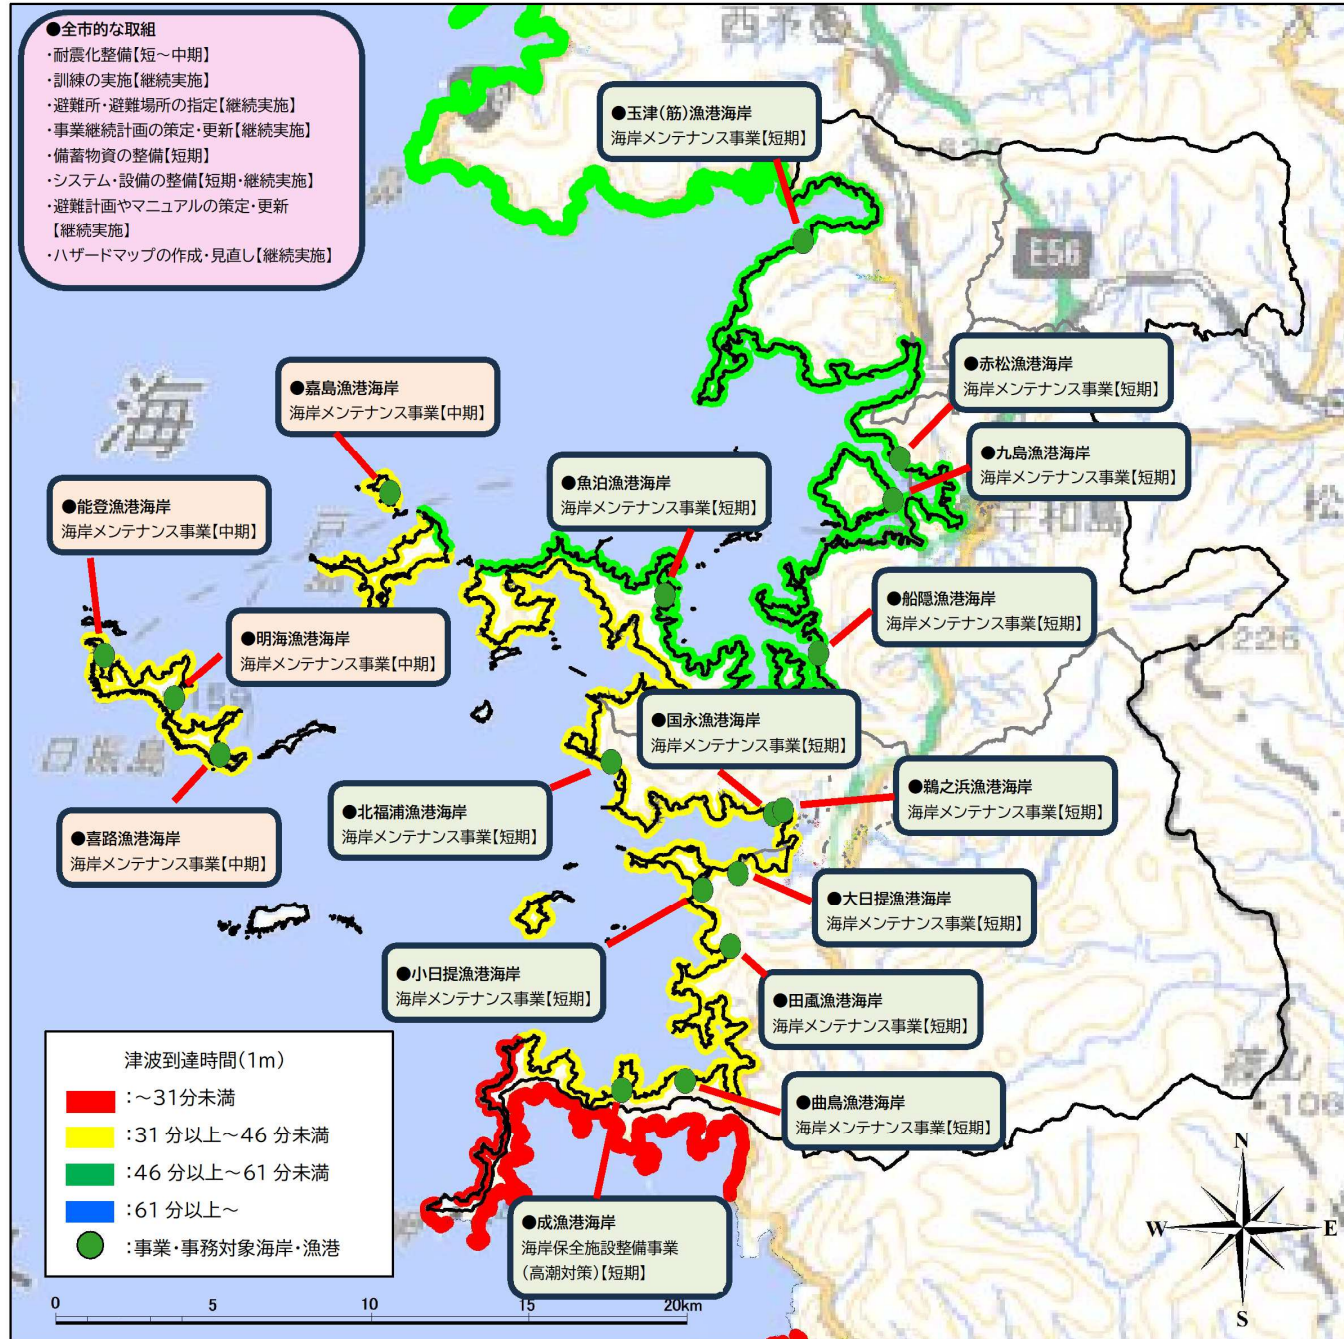 ●全市的な取組
・耐震化整備【短～中期】
・訓練の実施【継続実施】
・避難所・避難場所の指定【継続実施】
・事業継続計画の策定・更新【継続実施】
・備蓄物資の整備【短期】
・システム・設備の整備【短期・継続実施】
・避難計画やマニュアルの策定・更新
【継続実施】
・ハザードマップの作成・見直し【継続実施】
西予
●玉津(筋)漁港海岸
海岸メンテナンス事業【短期】
E56
●赤松漁港海岸
海岸メンテナンス事業【短期】
●嘉島漁港海岸
海岸メンテナンス事業【中期】
海
●九島漁港海岸
海岸メンテナンス事業【短期】
●魚泊漁港海岸
海岸メンテナンス事業【短期】
●能登漁港海岸
海岸メンテナンス事業【中期】
宇和島
松
戸島
●船隠漁港海岸
海岸メンテナンス事業【短期】
●明海漁港海岸
海岸メンテナンス事業【中期】
226
●国永漁港海岸
海岸メンテナンス事業【短期】
日振島
●鵜之浜漁港海岸
海岸メンテナンス事業【短期】
●北福浦漁港海岸
海岸メンテナンス事業【短期】
●喜路漁港海岸
海岸メンテナンス事業【中期】
●大日提漁港海岸
海岸メンテナンス事業【短期】
●小日提漁港海岸
海岸メンテナンス事業【短期】
●田颪漁港海岸
海岸メンテナンス事業【短期】
●曲烏漁港海岸
海岸メンテナンス事業【短期】
106
●成漁港海岸
海岸保全施設整備事業
(高潮対策)【短期】
津波到達時間(1m)
:～31分未満
:31 分以上～46 分未満
:46 分以上～61 分未満
:61 分以上～
:事業・事務対象海岸・漁港
0 5 10 15 20km
N
W E
S